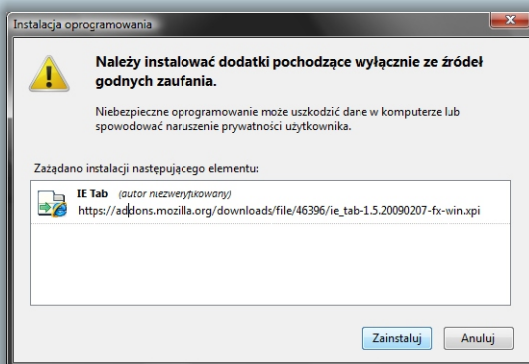 Instalacja oprogramowania
Należy instalować dodatki pochodzące wyłącznie ze źródeł
godnych zaufania.
Niebezpieczne oprogramowanie może uszkodzić dane w komputerze lub
spowodować naruszenie prywatności użytkownika.
Zażądano instalacji następującego elementu:
IE Tab (autor niezweryfikowany)
https://addons.mozilla.org/downloads/file/46396/ie_tab-1.5.20090207-fx-win.xpi
Zainstaluj Anuluj